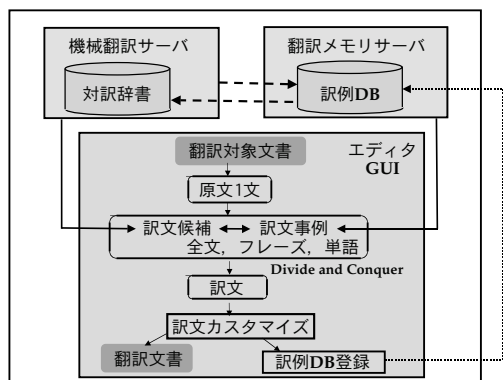 機械翻訳サーバ
翻訳メモリサーバ
対訳辞書
訳例DB
翻訳対象文書
エディタ
GUI
原文1文
訳文候補
訳文事例
全文，フレーズ，単語
Divide and Conquer
訳文
訳文カスタマイズ
翻訳文書
訳例DB登録